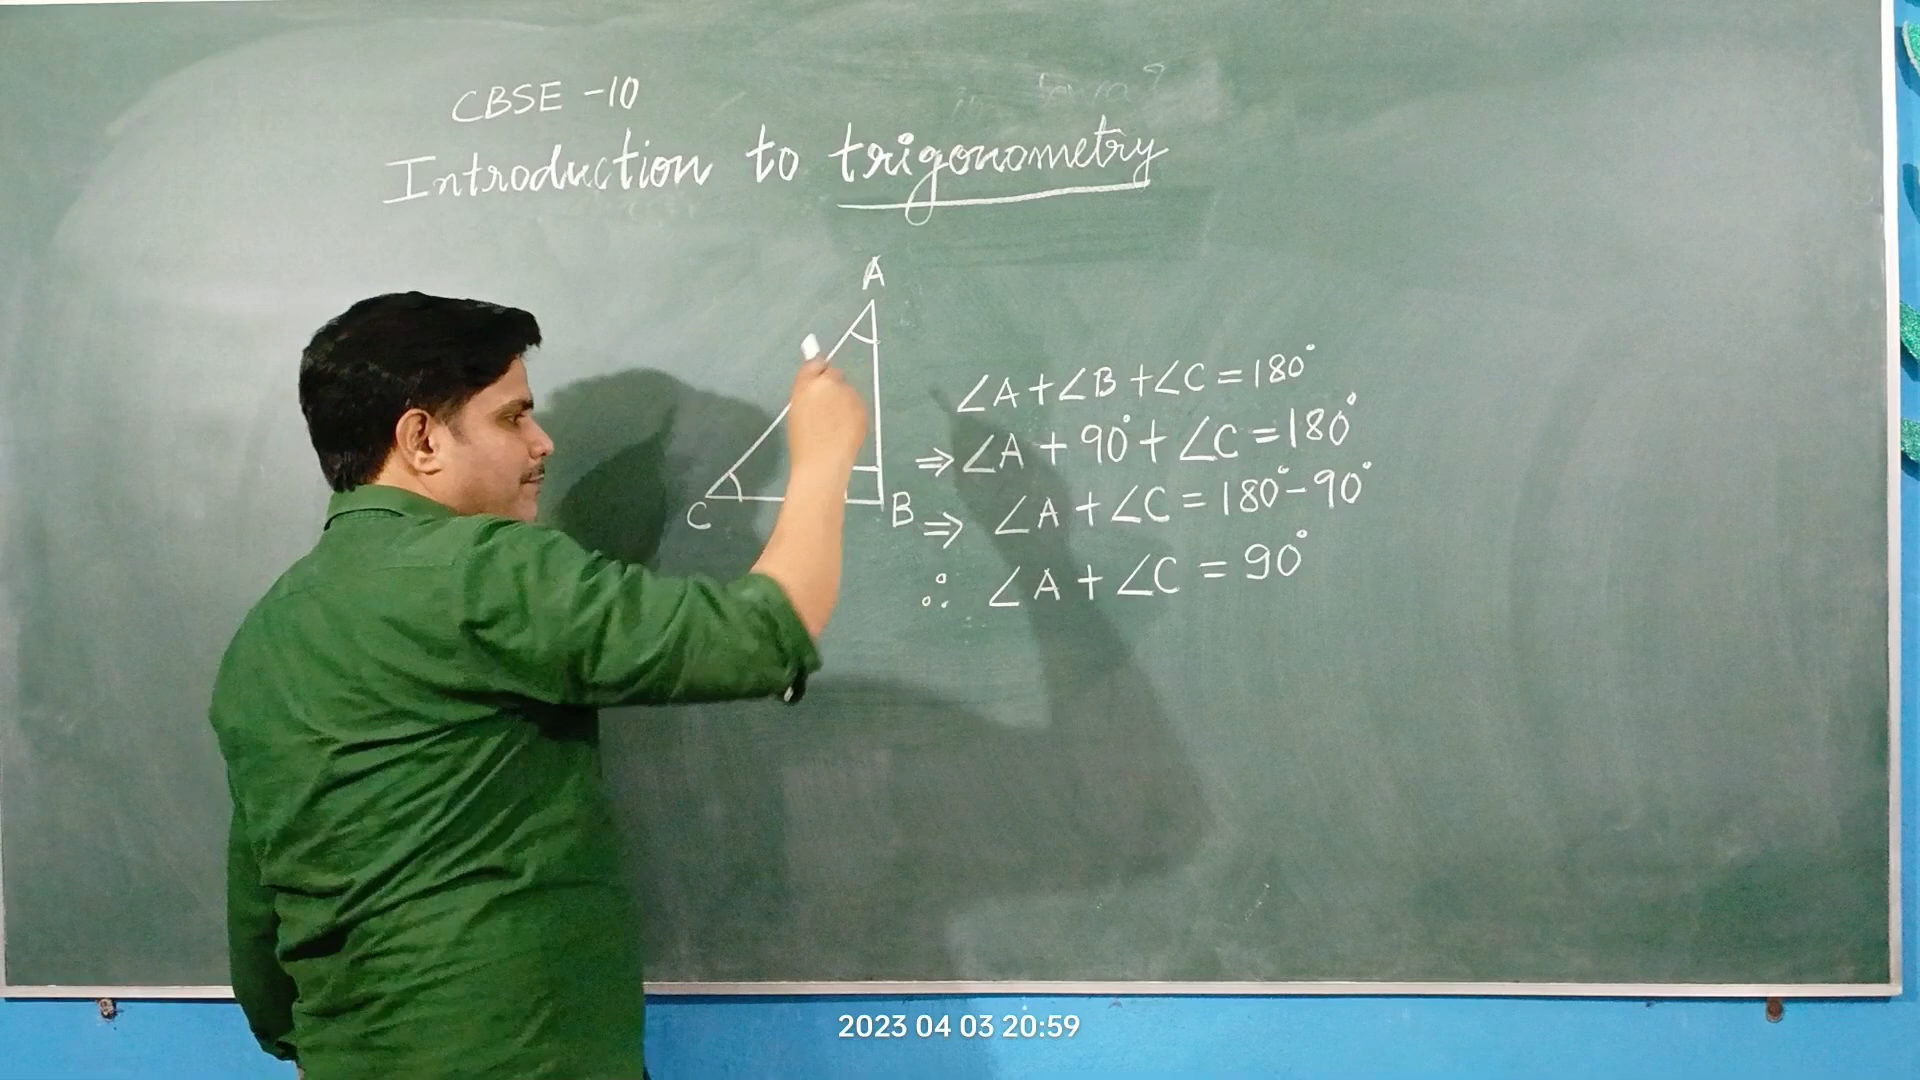 CBSE -10
Introduction to trigonometry
A
C
B
∠A+∠B+∠C=180°
⇒∠A+90°+∠C=180°
⇒ ∠A+∠C=180°-90°
∴ ∠A+∠C=90°
2023 04 03 20:59